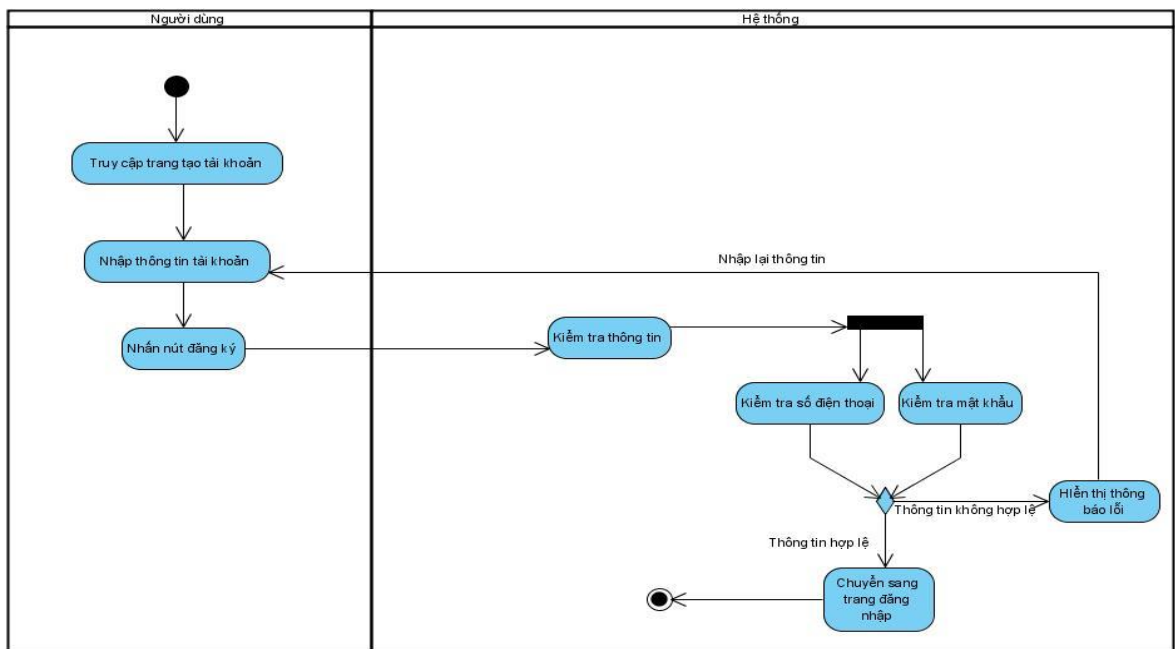 Người dùng
Hệ thống
Truy cập trang tạo tài khoản
Nhập thông tin tài khoản
Nhập lại thông tin
Nhấn nút đăng ký
Kiểm tra thông tin
Kiểm tra số điện thoại
Kiểm tra mật khẩu
Thông tin không hợp lệ
HIển thị thông
báo lỗi
Thông tin hợp lệ
Chuyển sang
trang đăng
nhập